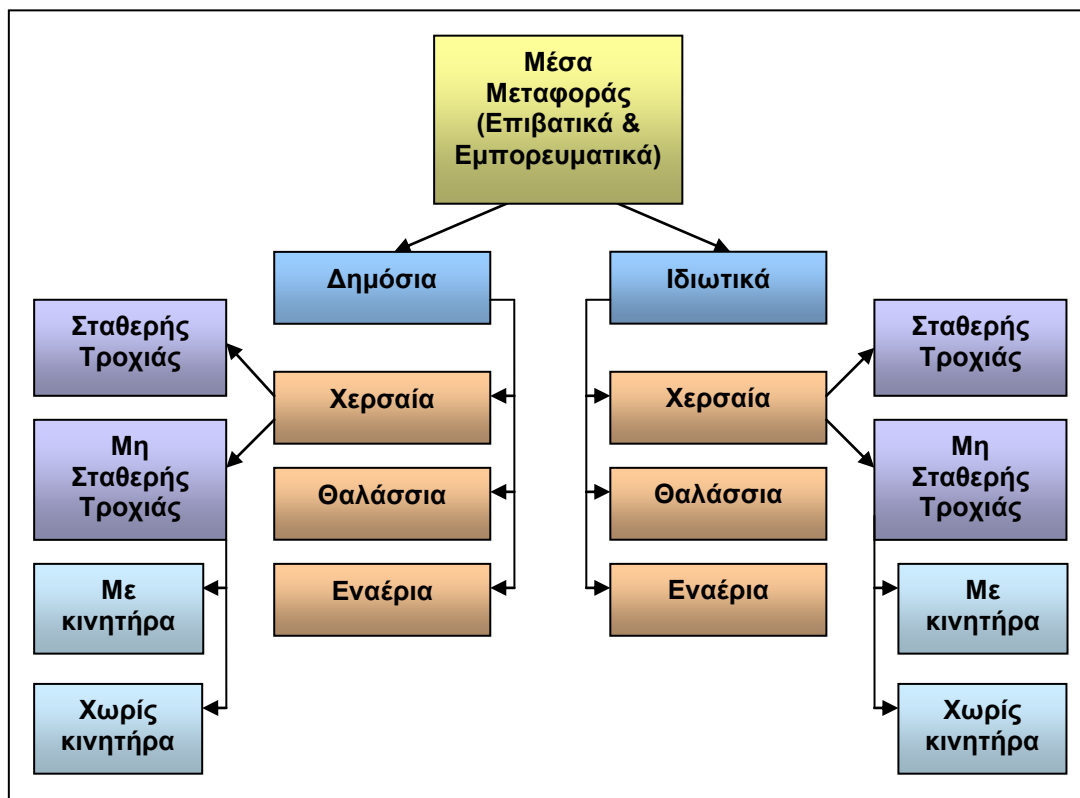 Μέσα
Μεταφοράς
(Επιβατικά &
Εμπορευματικά)
Δημόσια
Ιδιωτικά
Σταθερής
Τροχιάς
Χερσαία
Μη
Σταθερής
Τροχιάς
Θαλάσσια
Εναέρια
Με
κινητήρα
Χωρίς
κινητήρα
Σταθερής
Τροχιάς
Χερσαία
Μη
Σταθερής
Τροχιάς
Θαλάσσια
Εναέρια
Με
κινητήρα
Χωρίς
κινητήρα